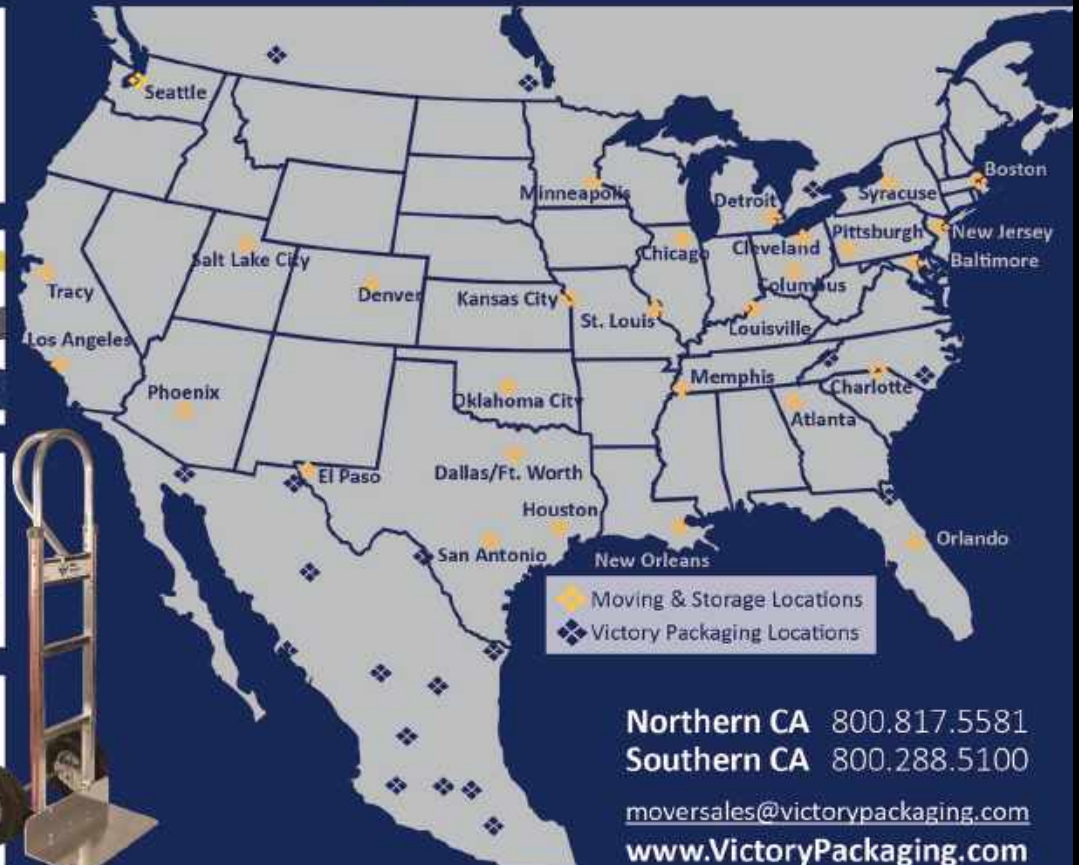 Seattle
Boston
Minneapolis
Detroit
Syracuse
Pittsburgh
New Jersey
Chicago
Cleveland
Baltimore
Salt Lake City
Columbus
Tracy
Denver
Kansas City
St. Louis
Louisville
Los Angeles
Memphis
Phoenix
Charlotte
Oklahoma City
Atlanta
El Paso
Dallas/Ft. Worth
Houston
Orlando
San Antonio
New Orleans
Moving & Storage Locations
Victory Packaging Locations
Northern CA 800.817.5581
Southern CA 800.288.5100
moversales@victorypackaging.com
www.VictoryPackaging.com